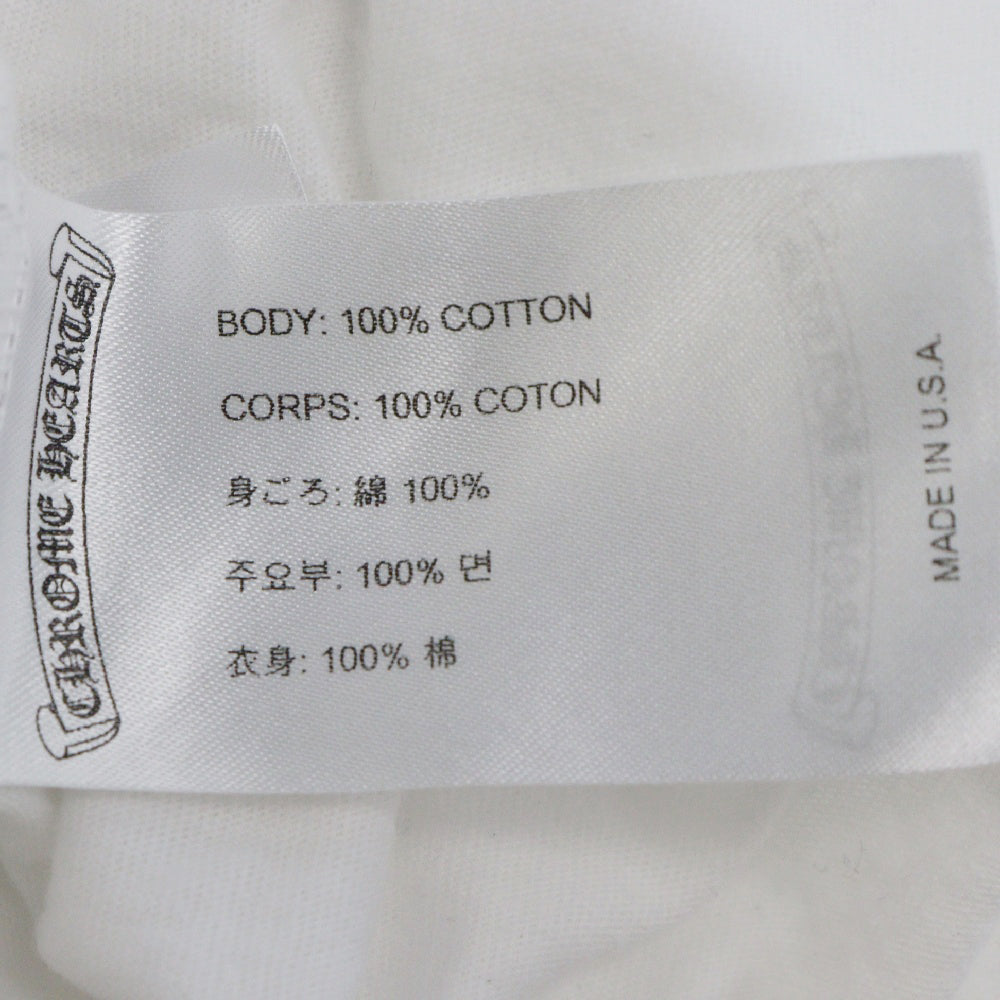 CHROME HEARTS
BODY: 100% COTTON
CORPS: 100% COTON
身ごろ: 綿 100%
주요부: 100% 면
衣身: 100% 棉
MADE IN U.S.A.